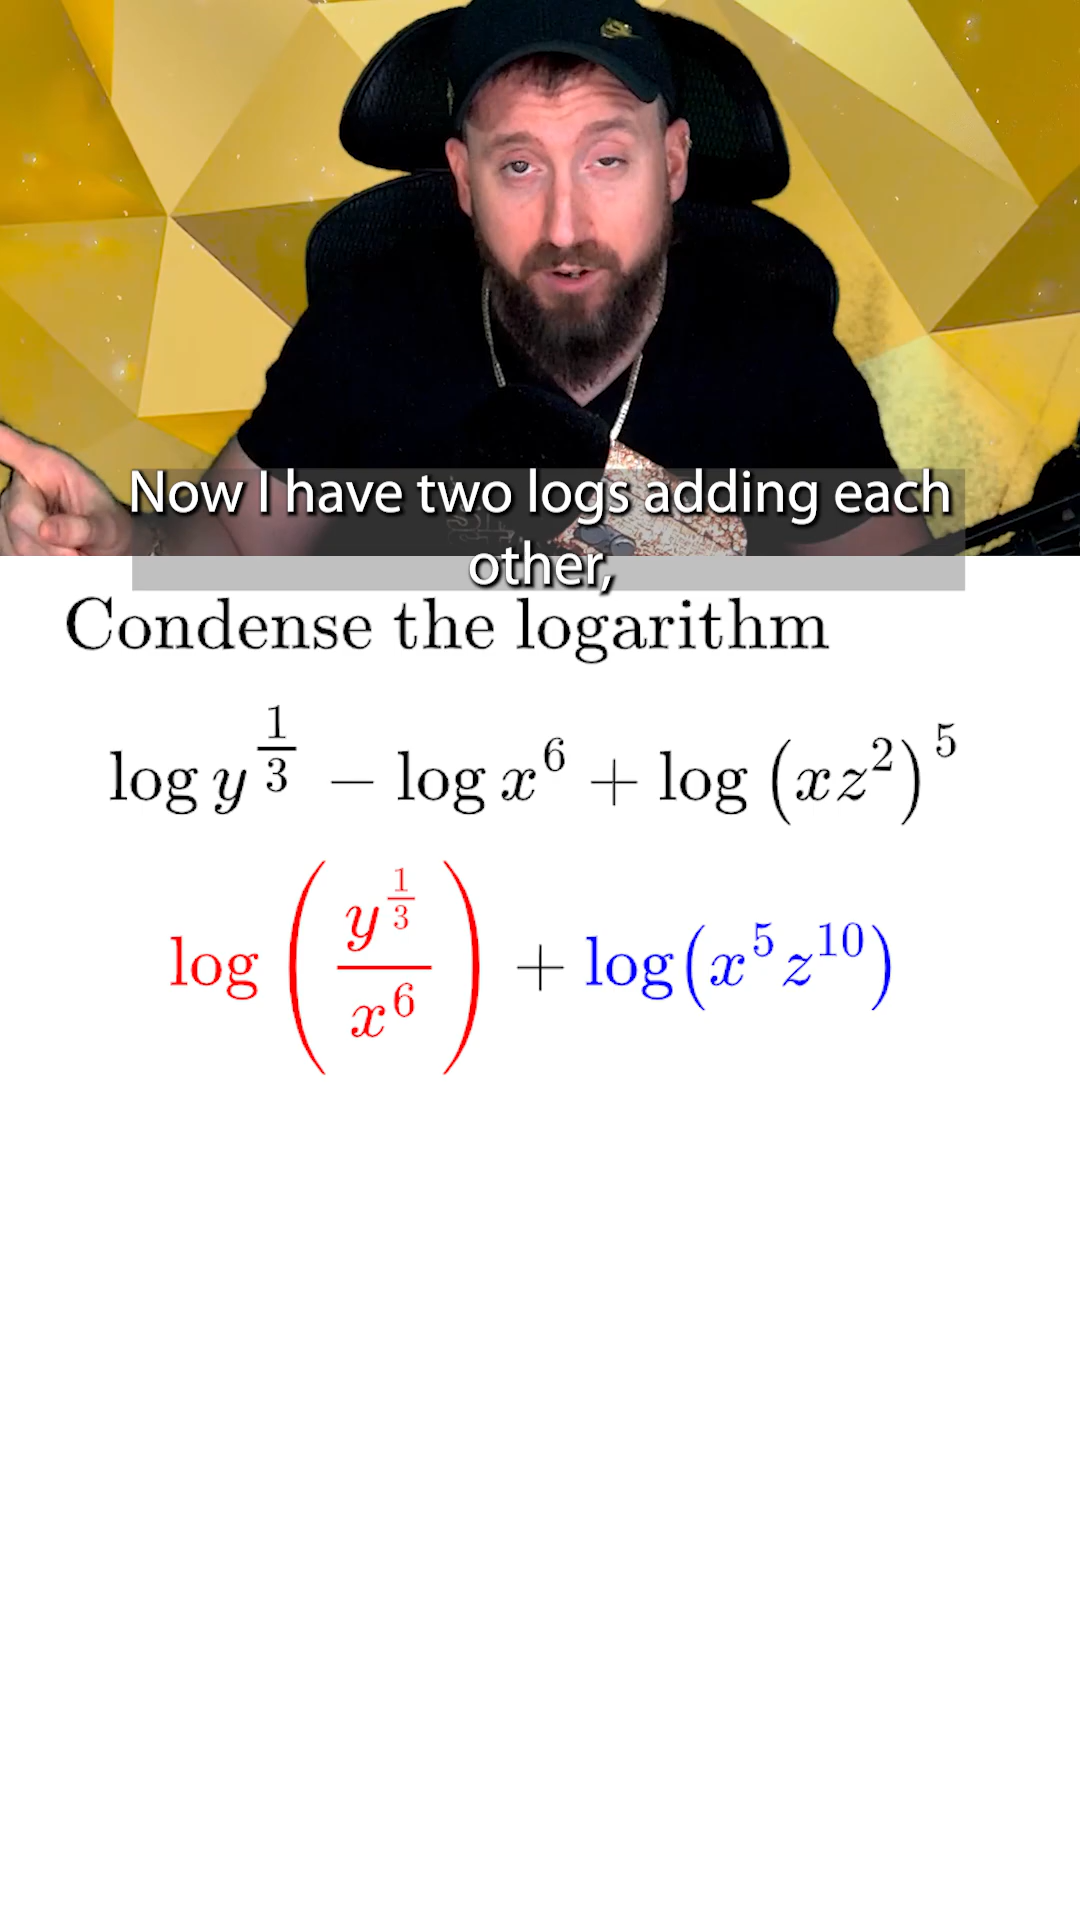 Now I have two logs adding each
other,
Condense the logarithm
log y^{1/3} − log x^6 + log (xz^2)^5
log (y^{1/3}/x^6) + log(x^5 z^{10})